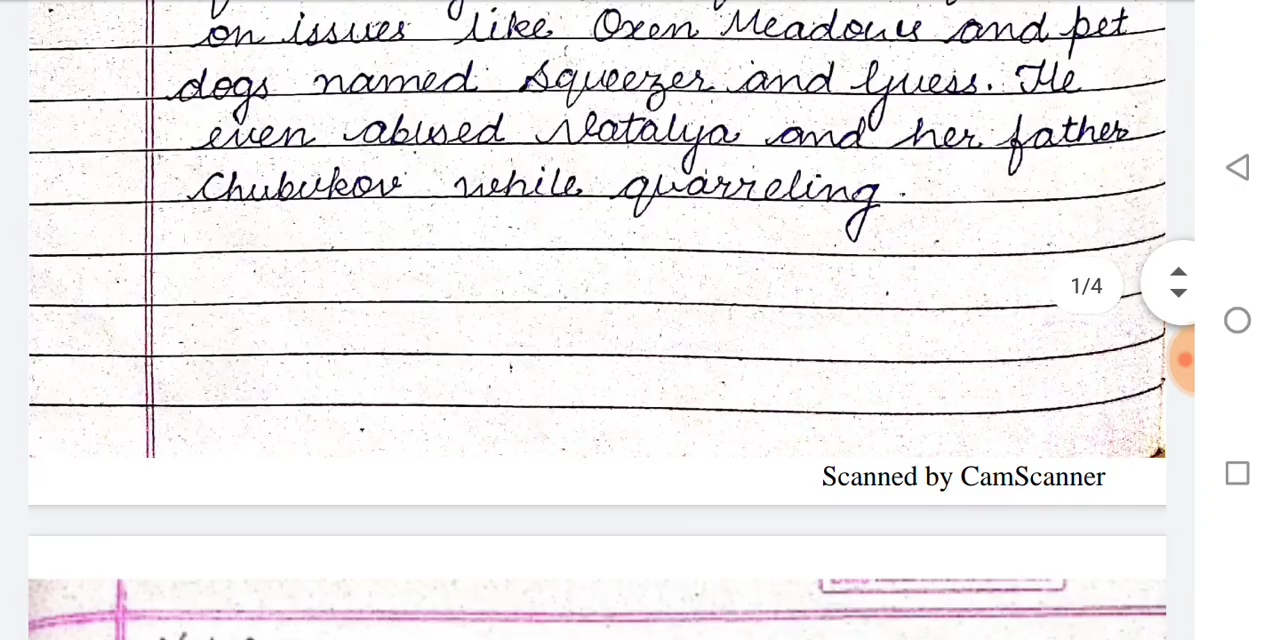 on issues like Oxen Meadows and pet
dogs named Squeezer and Guess. He
even abused Natalya and her father
Chubukov while quarreling.
1/4
Scanned by CamScanner